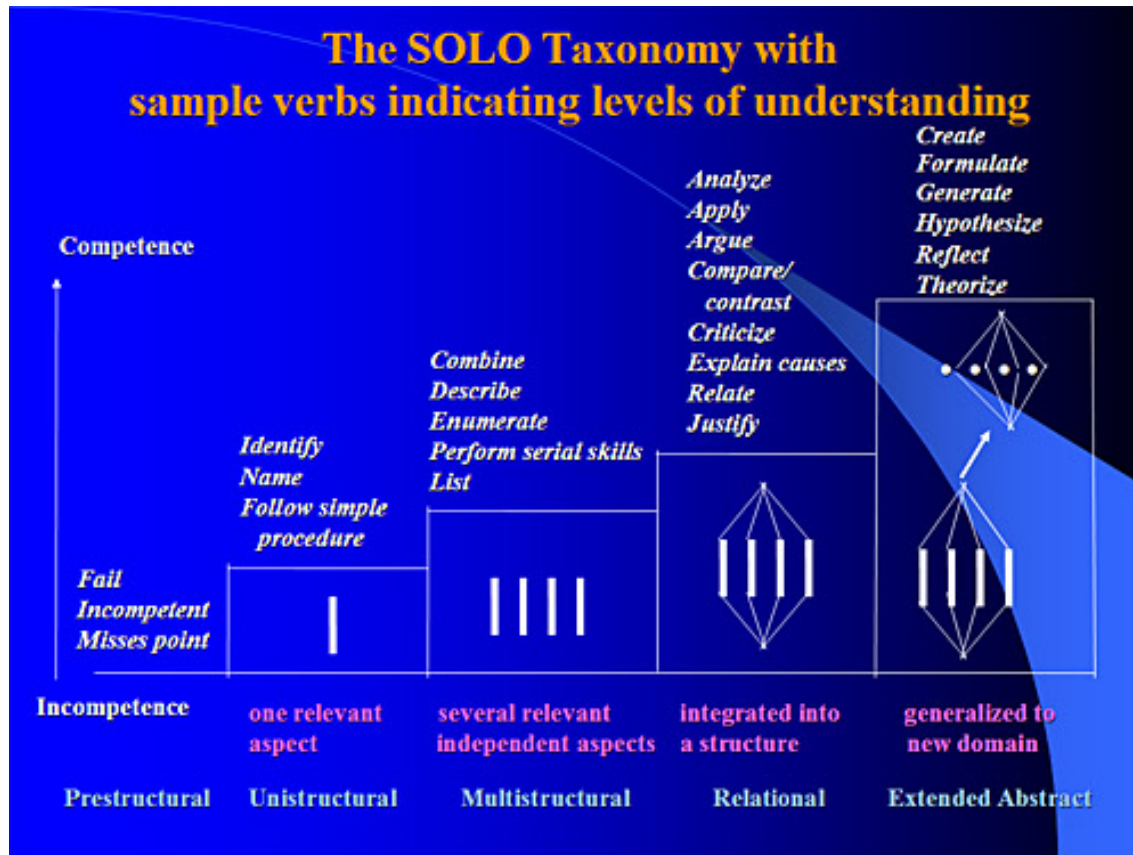 The SOLO Taxonomy with
sample verbs indicating levels of understanding
Competence
Fail
Incompetent
Misses point
Identify
Name
Follow simple
procedure
Combine
Describe
Enumerate
Perform serial skills
List
Analyze
Apply
Argue
Compare/
contrast
Criticize
Explain causes
Relate
Justify
Create
Formulate
Generate
Hypothesize
Reflect
Theorize
Incompetence
one relevant
aspect
several relevant
independent aspects
integrated into
a structure
generalized to
new domain
Prestructural
Unistructural
Multistructural
Relational
Extended Abstract